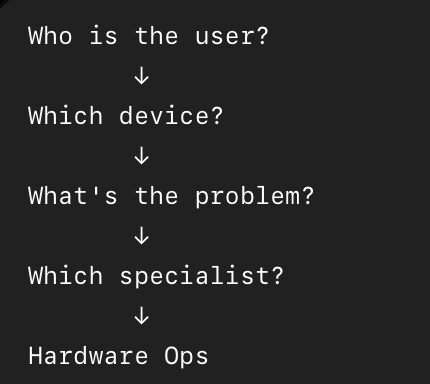 Who is the user?
↓
Which device?
↓
What's the problem?
↓
Which specialist?
↓
Hardware Ops